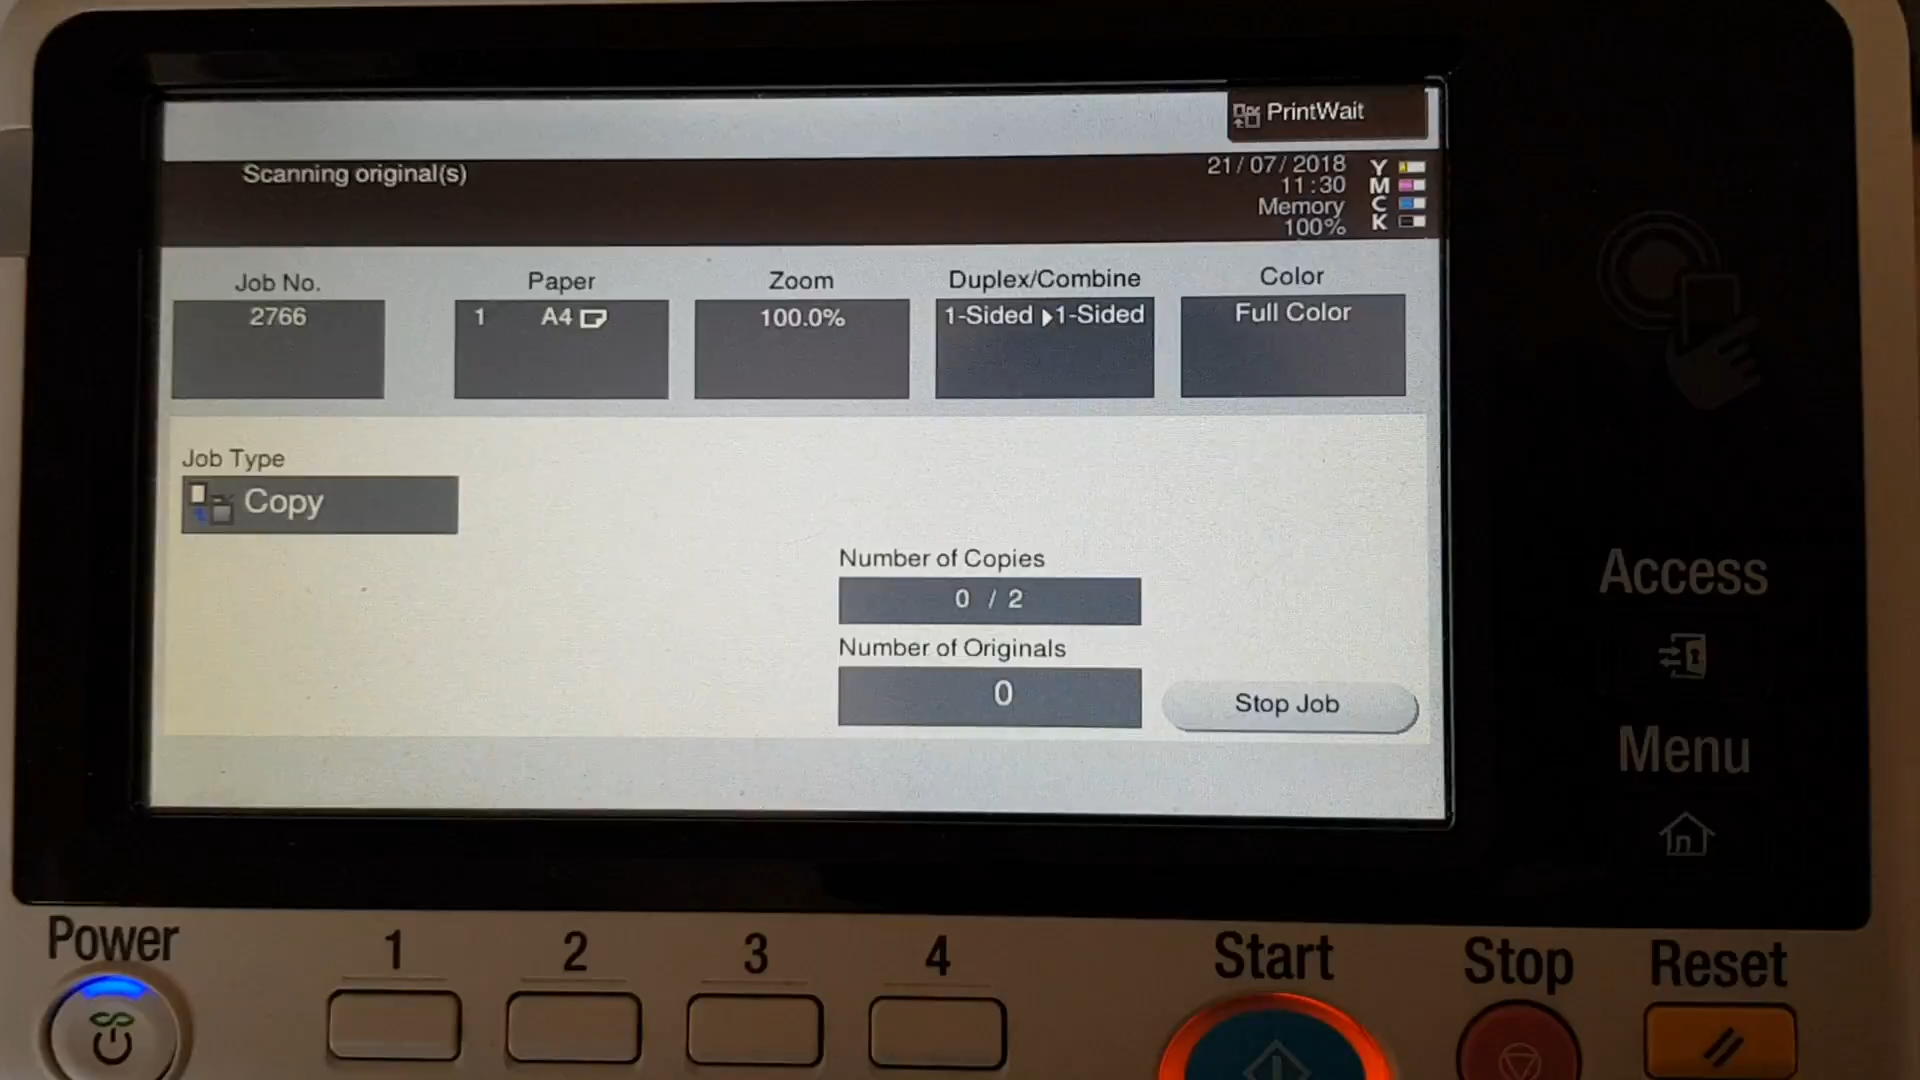 PrintWait
Scanning original(s)
21/07/2018
11:30
Memory
100%
Y
M
C
K
Job No.
2766
Paper
1 A4
Zoom
100.0%
Duplex/Combine
1-Sided ▶1-Sided
Color
Full Color
Job Type
Copy
Number of Copies
0 / 2
Number of Originals
0
Stop Job
Access
Menu
Power
1
2
3
4
Start
Stop
Reset